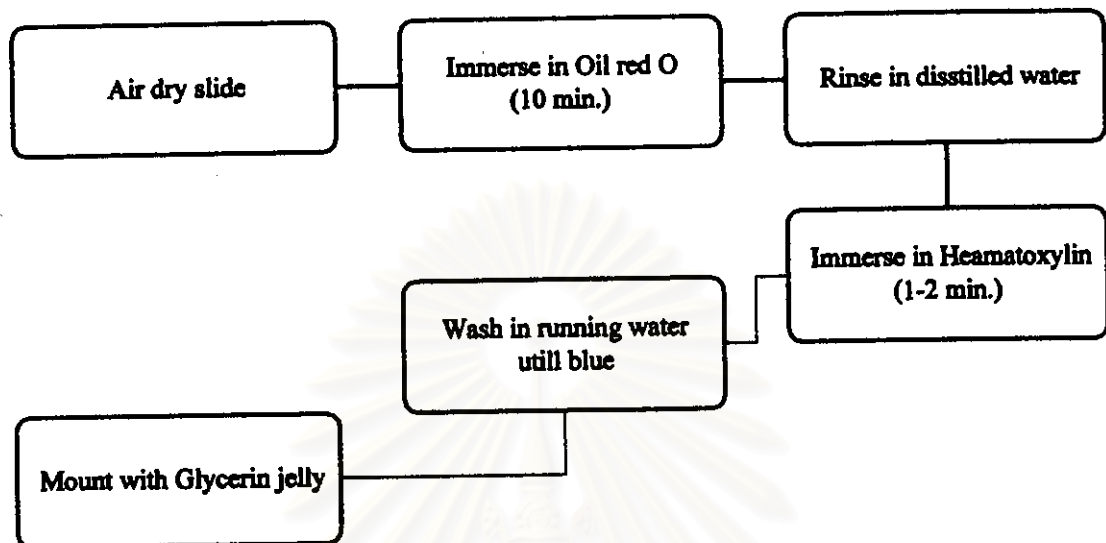 Air dry slide
Immerse in Oil red O
(10 min.)
Rinse in disstilled water
Immerse in Heamatoxylin
(1-2 min.)
Wash in running water
utill blue
Mount with Glycerin jelly